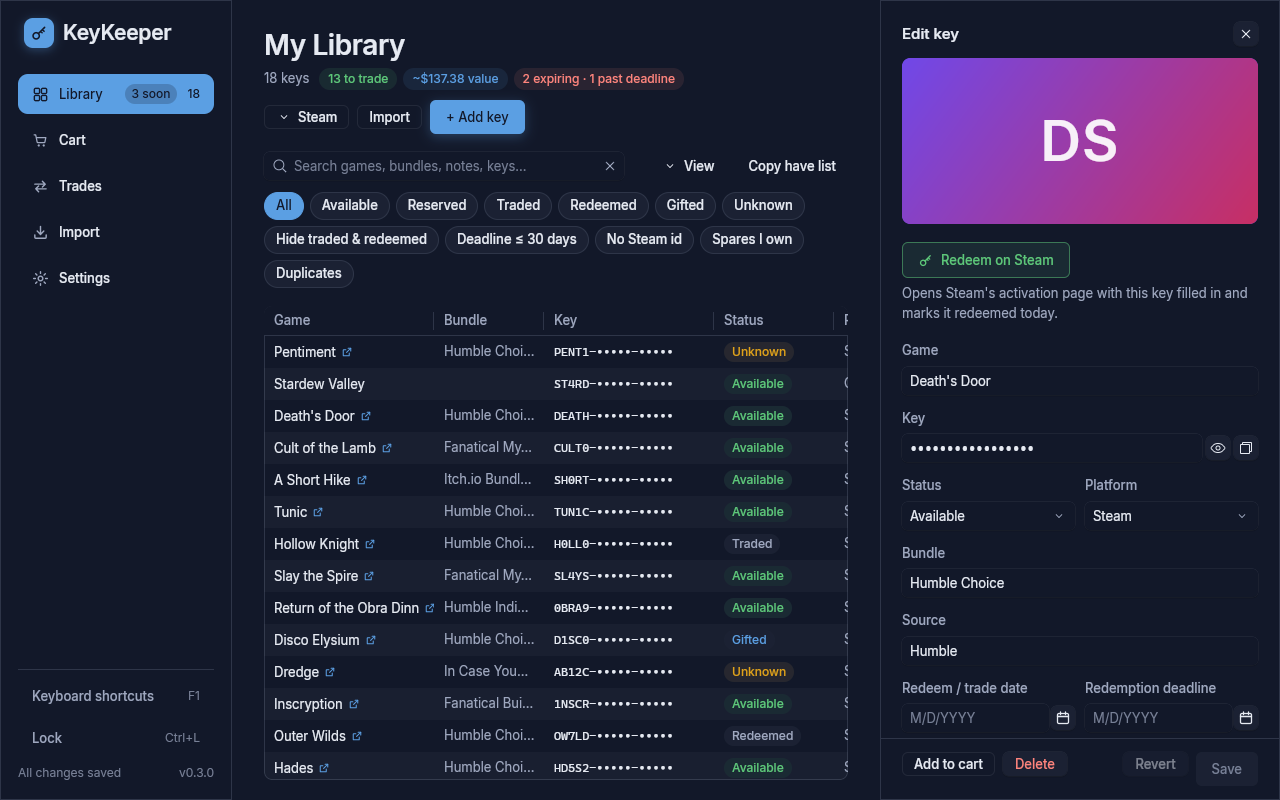 KeyKeeper
Library 3 soon 18
Cart
Trades
Import
Settings
Keyboard shortcuts F1
Lock Ctrl+L
All changes saved v0.3.0
My Library
18 keys 13 to trade ~$137.38 value 2 expiring · 1 past deadline
Steam Import + Add key
Search games, bundles, notes, keys... View Copy have list
All Available Reserved Traded Redeemed Gifted Unknown
Hide traded & redeemed Deadline ≤ 30 days No Steam id Spares I own
Duplicates
Game Bundle Key Status
Pentiment Humble Choi... PENT1-•••••-••••• Unknown
Stardew Valley ST4RD-•••••-••••• Available
Death's Door Humble Choi... DEATH-•••••-••••• Available
Cult of the Lamb Fanatical My... CULT0-•••••-••••• Available
A Short Hike Itch.io Bundl... SH0RT-•••••-••••• Available
Tunic Humble Choi... TUN1C-•••••-••••• Available
Hollow Knight Humble Choi... H0LL0-•••••-••••• Traded
Slay the Spire Fanatical My... SL4YS-•••••-••••• Available
Return of the Obra Dinn Humble Indi... 0BRA9-•••••-••••• Available
Disco Elysium Humble Choi... D1SC0-•••••-••••• Gifted
Dredge In Case You... AB12C-•••••-••••• Unknown
Inscryption Fanatical Bui... 1NSCR-•••••-••••• Available
Outer Wilds Humble Choi... OW7LD-•••••-••••• Redeemed
Hades Humble Choi... HD5S2-•••••-••••• Available
Edit key
DS
Redeem on Steam
Opens Steam's activation page with this key filled in and
marks it redeemed today.
Game
Death's Door
Key
•••••••••••••••••
Status Platform
Available Steam
Bundle
Humble Choice
Source
Humble
Redeem / trade date Redemption deadline
M/D/YYYY M/D/YYYY
Add to cart Delete Revert Save